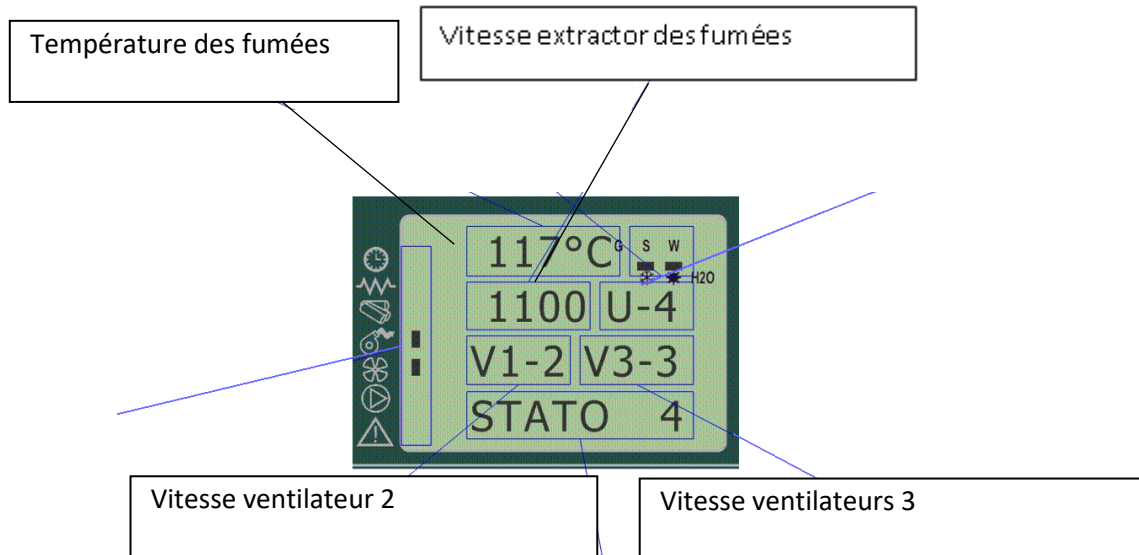 Température des fumées
Vitesse extractor des fumées
117°C G S W
H2O
1100 U-4
V1-2 V3-3
STATO 4
Vitesse ventilateur 2
Vitesse ventilateurs 3